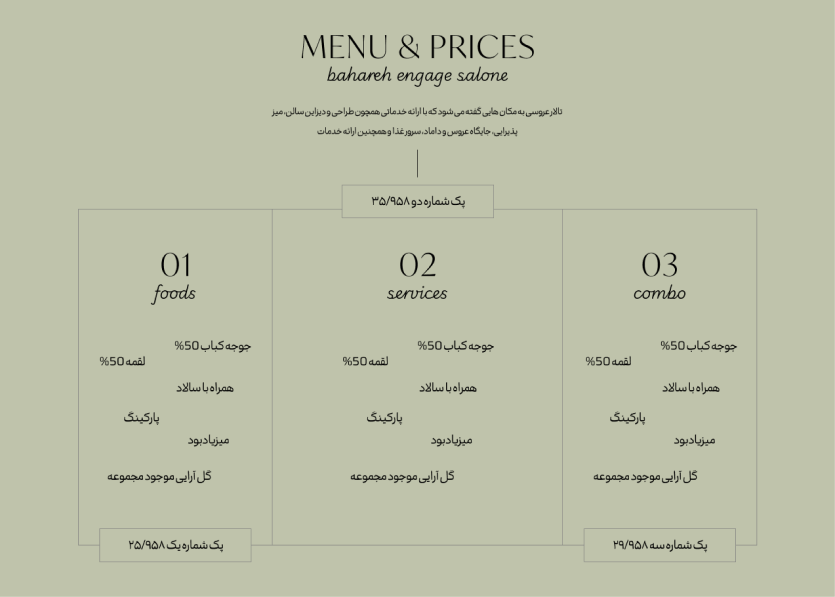 MENU & PRICES
bahareh engage salone
تالار عروسی به مکان هایی گفته می شود که با ارائه خدماتی همچون طراحی و دیزاین سالن، میز
پذیرایی، جایگاه عروس و داماد، سرور غذا و همچنین ارائه خدمات
پک شماره دو ۳۵/۹۵۸
01
foods
جوجه کباب 50%
لقمه 50%
همراه با سالاد
پارکینگ
میزیادبود
گل آرایی موجود مجموعه
پک شماره یک ۲۵/۹۵۸
02
services
جوجه کباب 50%
لقمه 50%
همراه با سالاد
پارکینگ
میزیادبود
گل آرایی موجود مجموعه
03
combo
جوجه کباب 50%
لقمه 50%
همراه با سالاد
پارکینگ
میزیادبود
گل آرایی موجود مجموعه
پک شماره سه ۲۹/۹۵۸